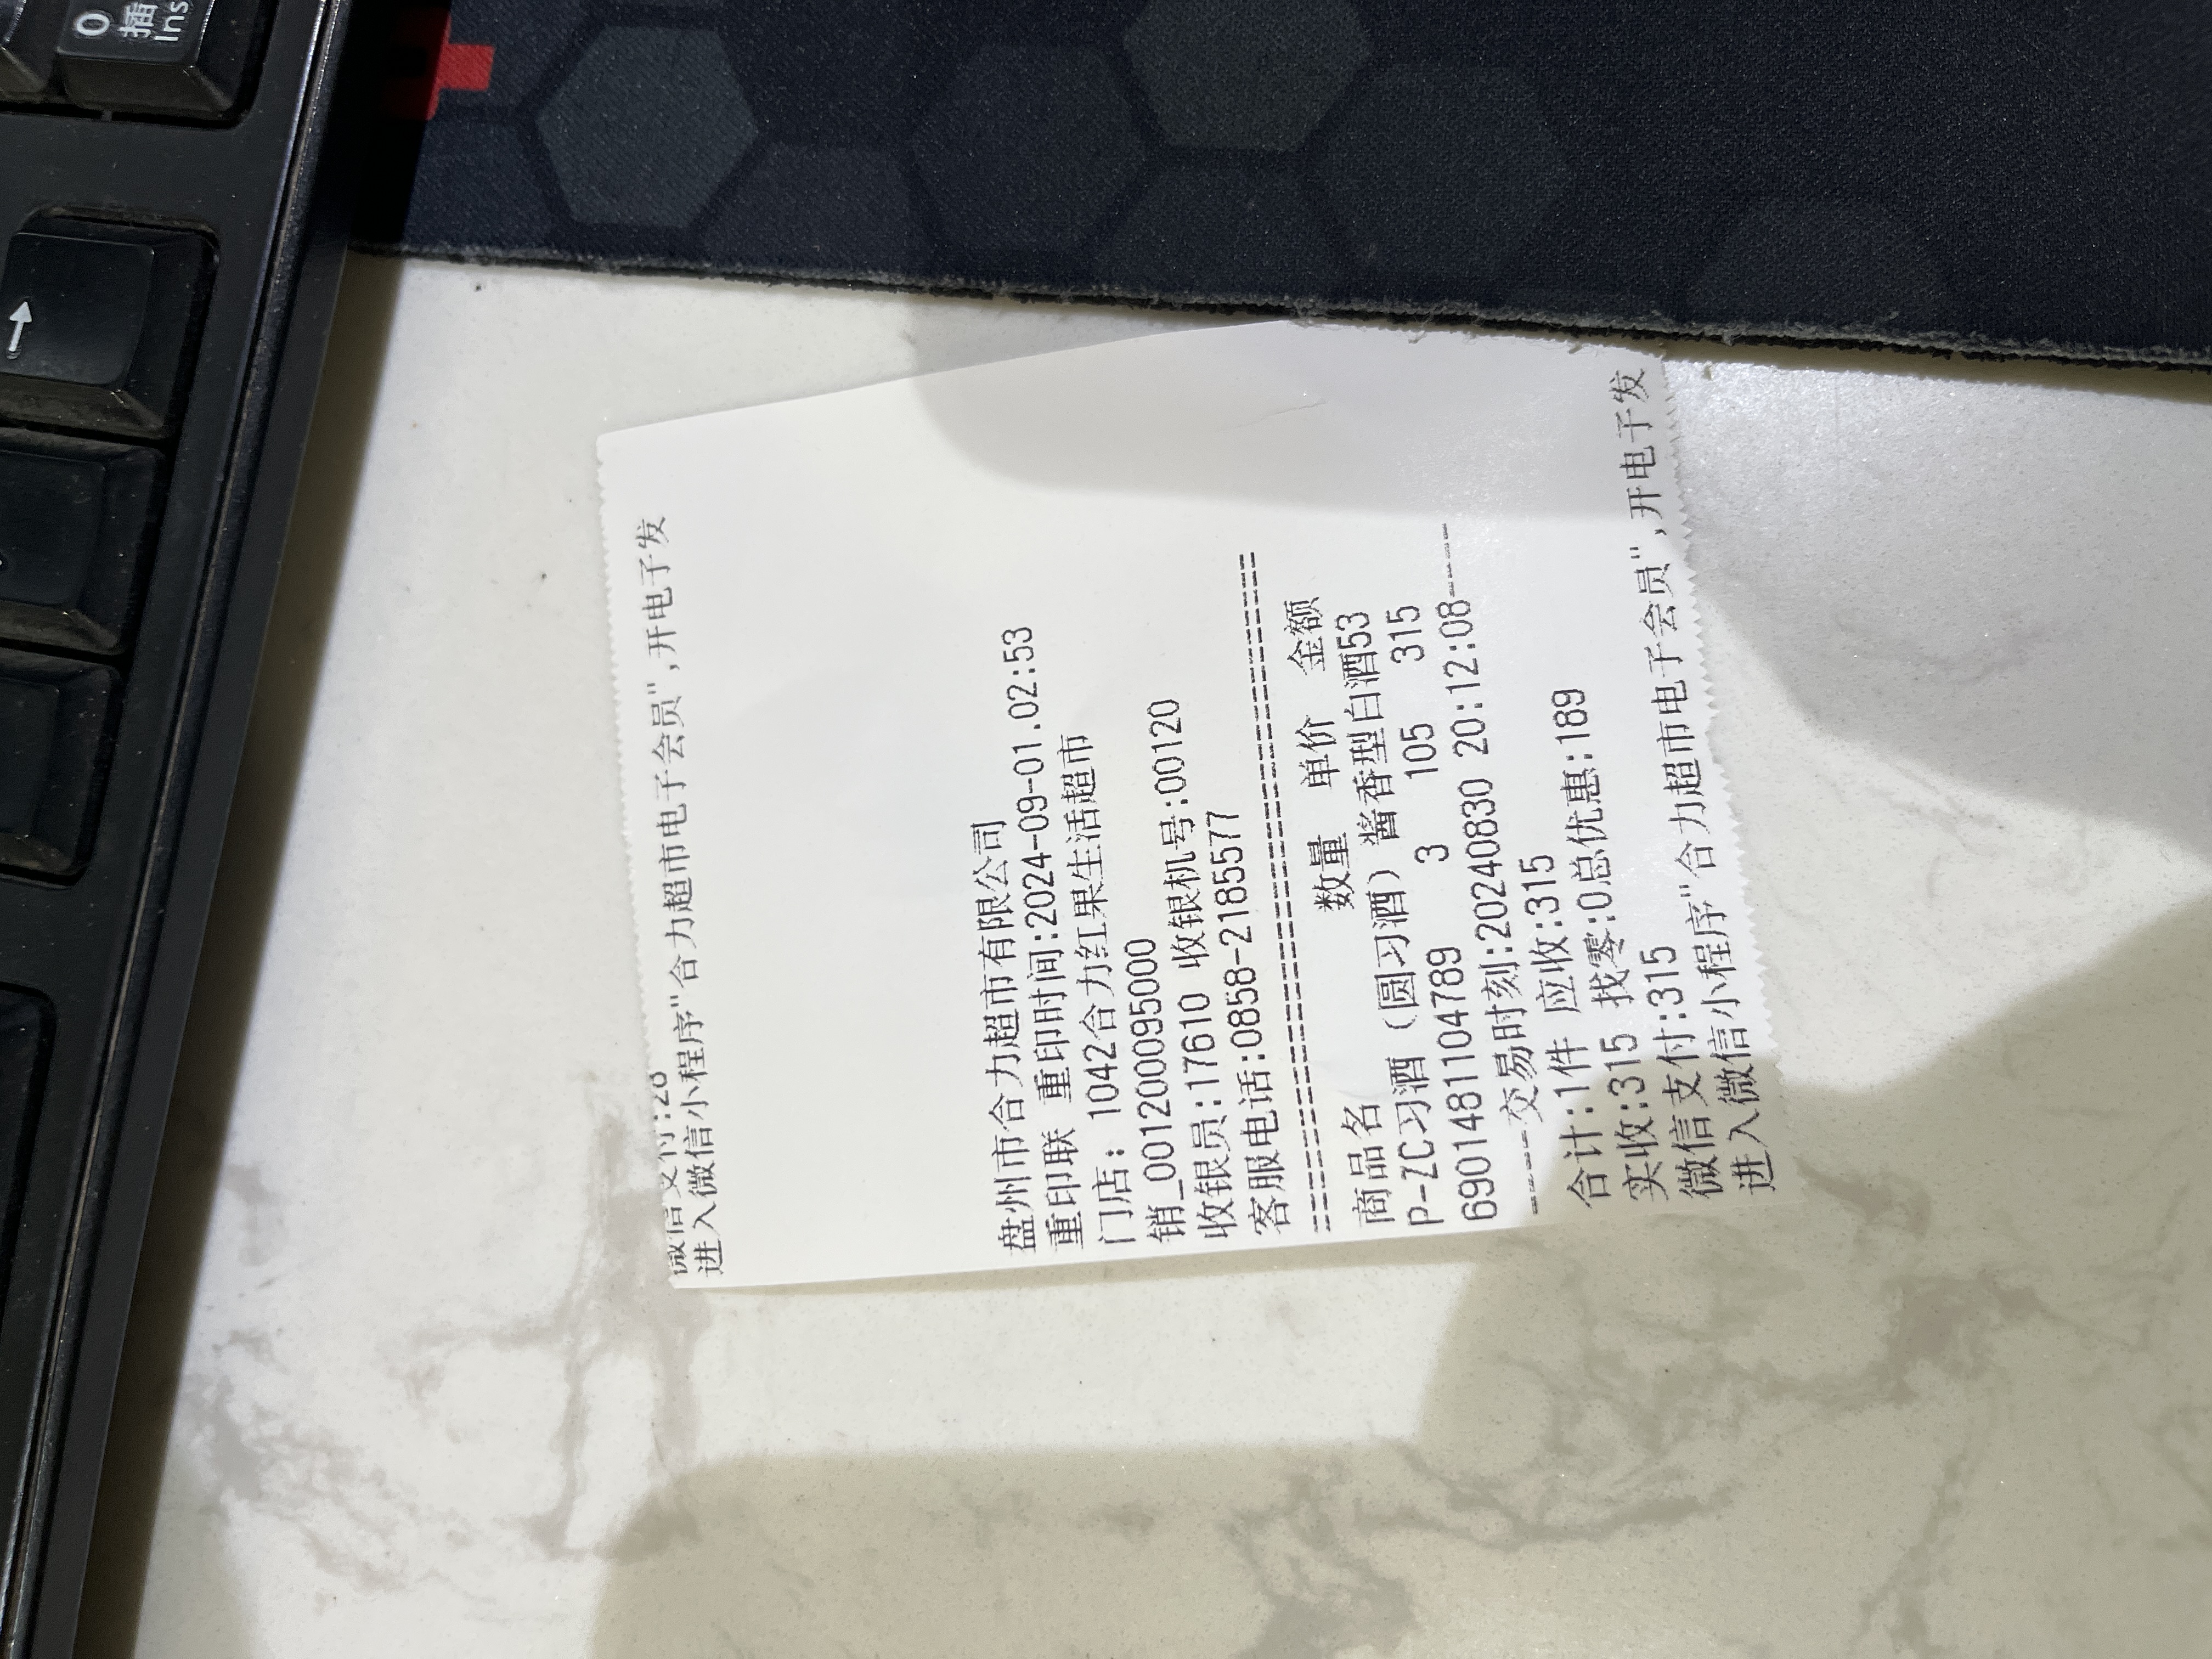 0
插
Ins
微信支付:28
进入微信小程序"合力超市电子会员",开电子发
盘州市合力超市有限公司
重印联 重印时间:2024-09-01.02:53
门店: 1042合力红果生活超市
销_001200095000
收银员:17610 收银机号:00120
客服电话:0858-2185577
商品名 数量 单价 金额
P-ZC习酒（圆习酒）酱香型白酒53
6901481104789 3 105 315
----交易时刻:20240830 20:12:08----
合计:1件 应收:315
实收:315 找零:0总优惠:189
微信支付:315
进入微信小程序"合力超市电子会员",开电子发